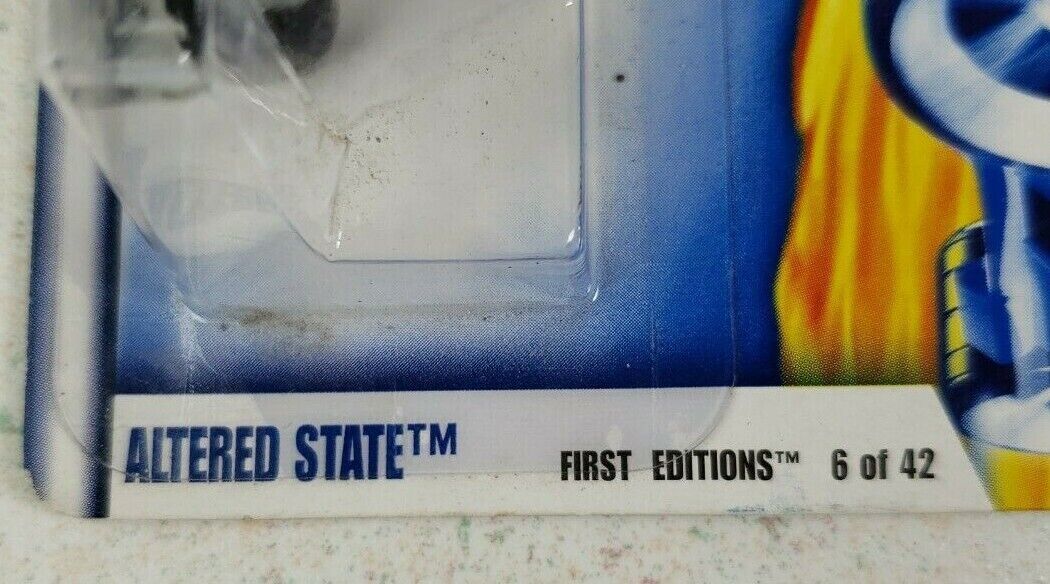 ALTERED STATE™ FIRST EDITIONS™ 6 of 42